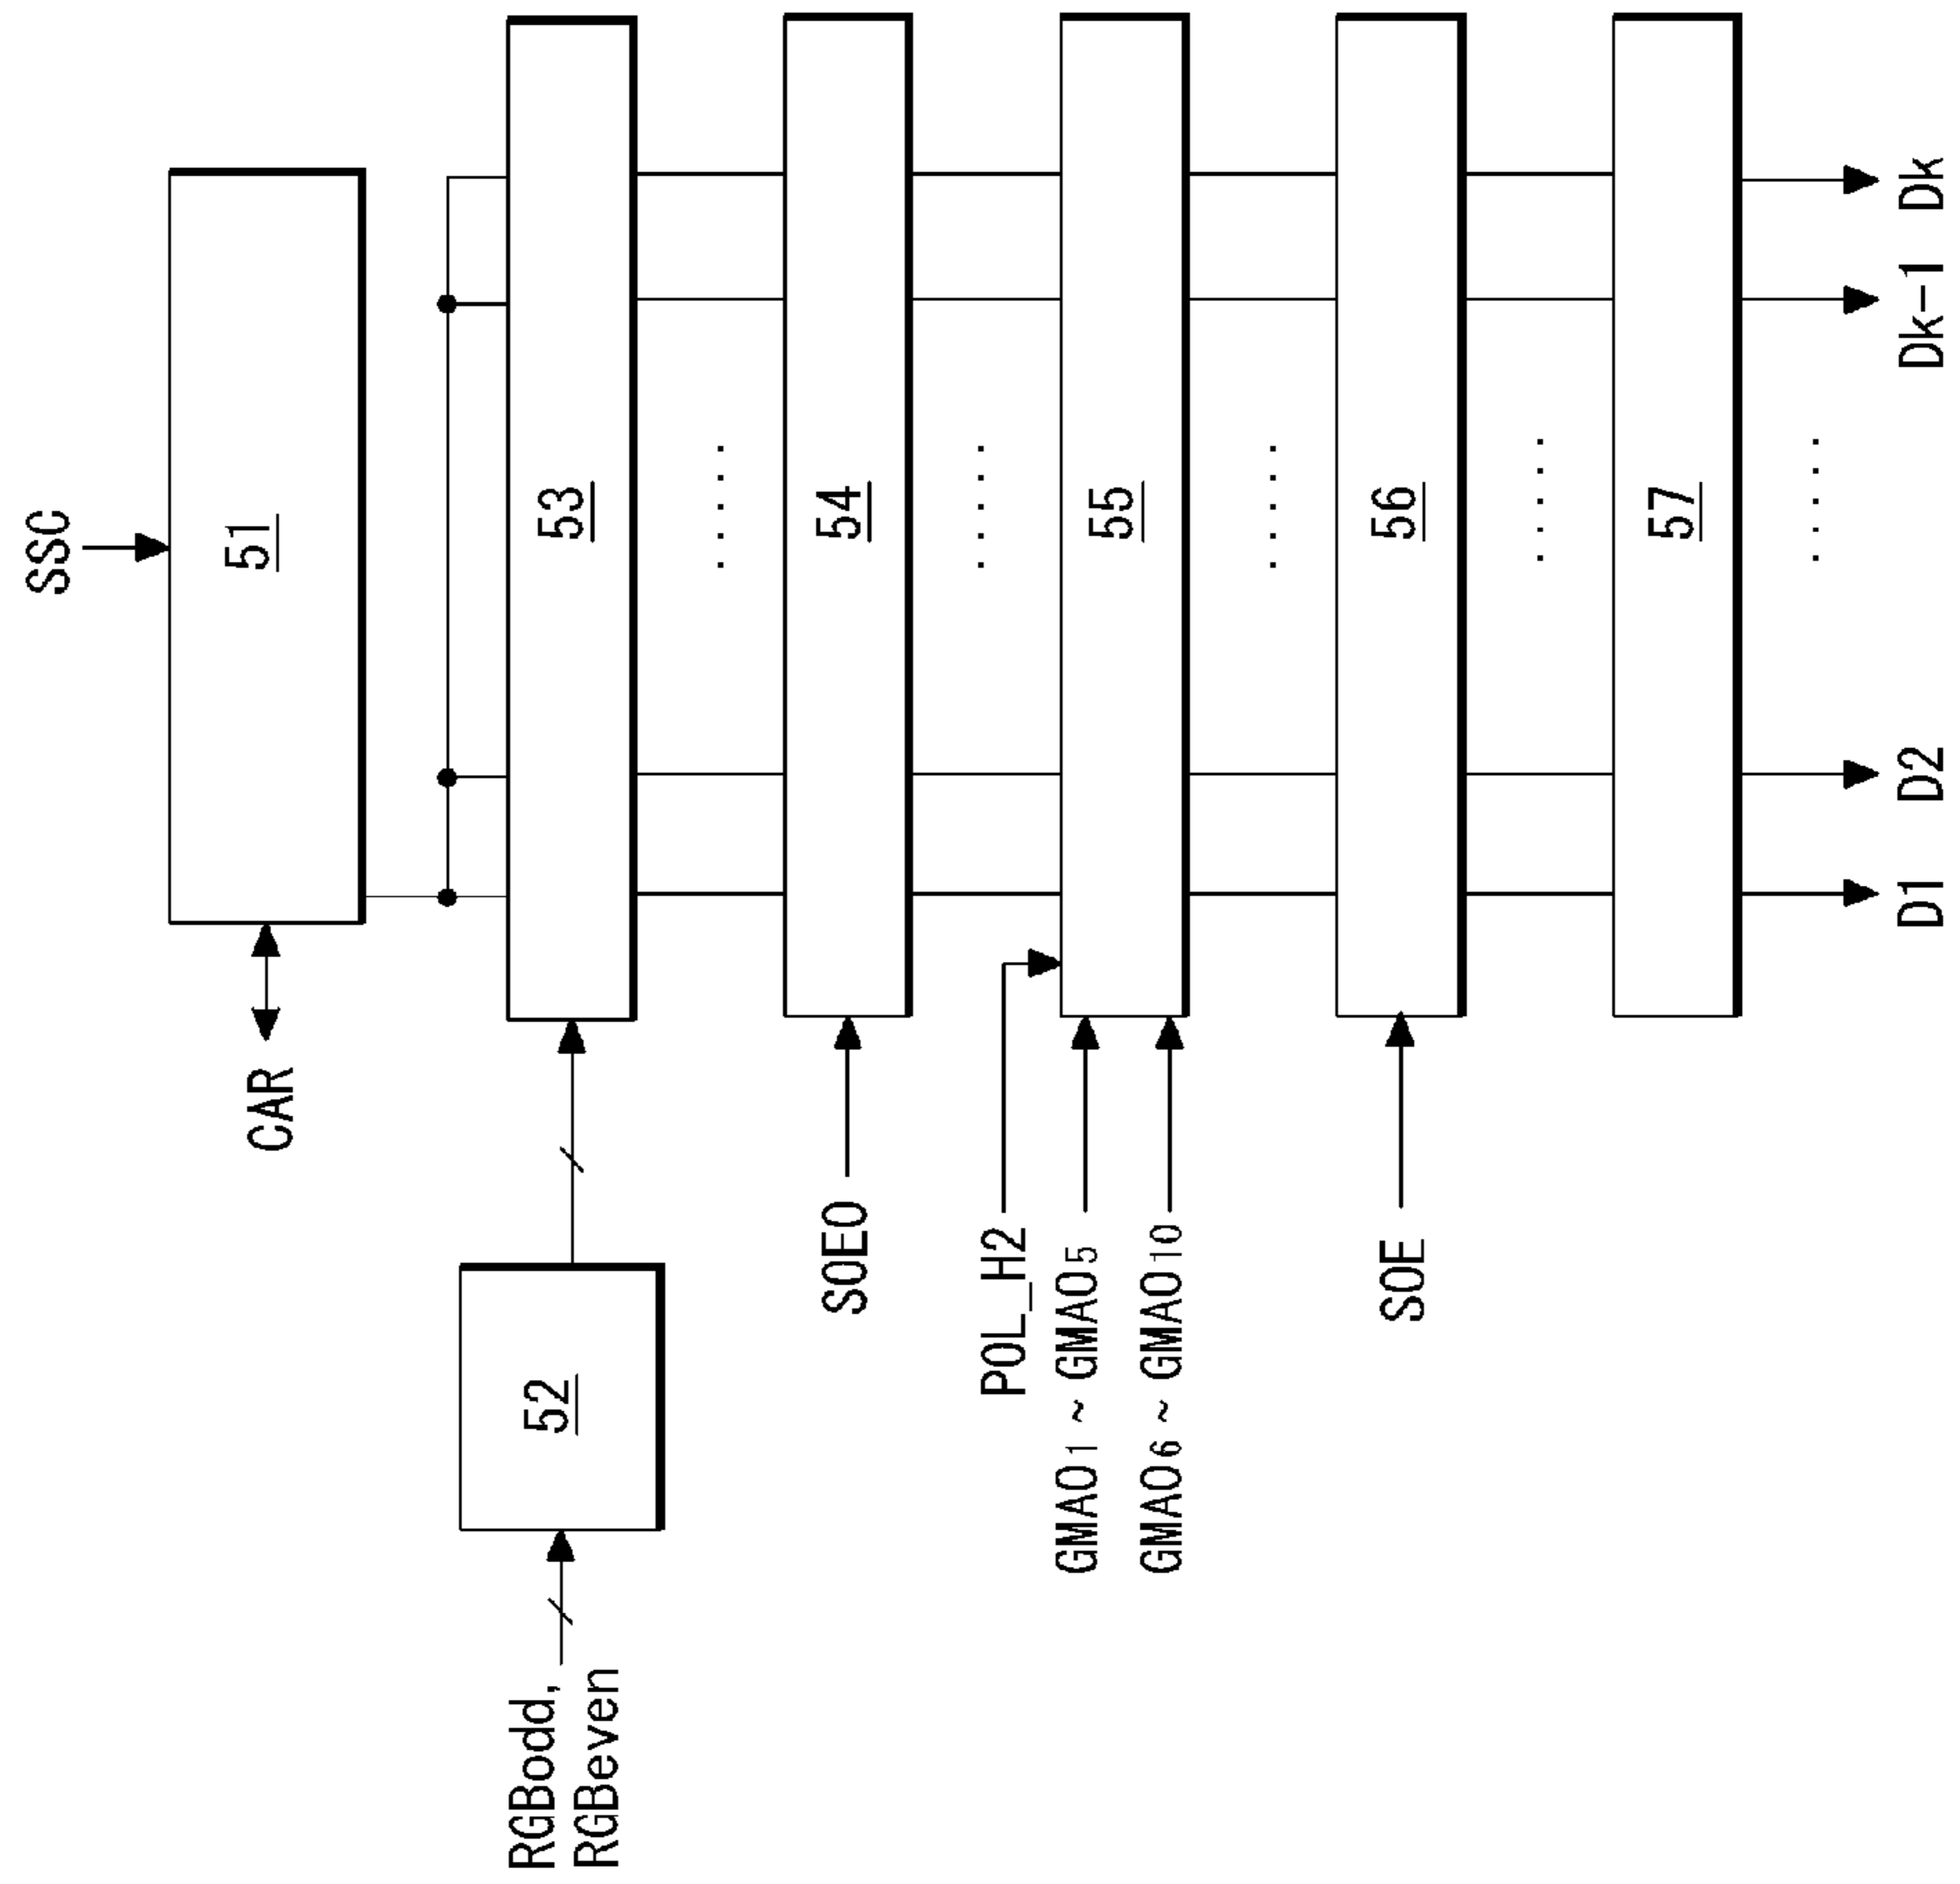 SSC
51
CAR
53
52
RGBodd,
RGBeven
54
SOEO
55
POL_H2
GMAO1 ~ GMAO5
GMAO6 ~ GMAO10
56
SOE
57
D1
D2
Dk-1
Dk